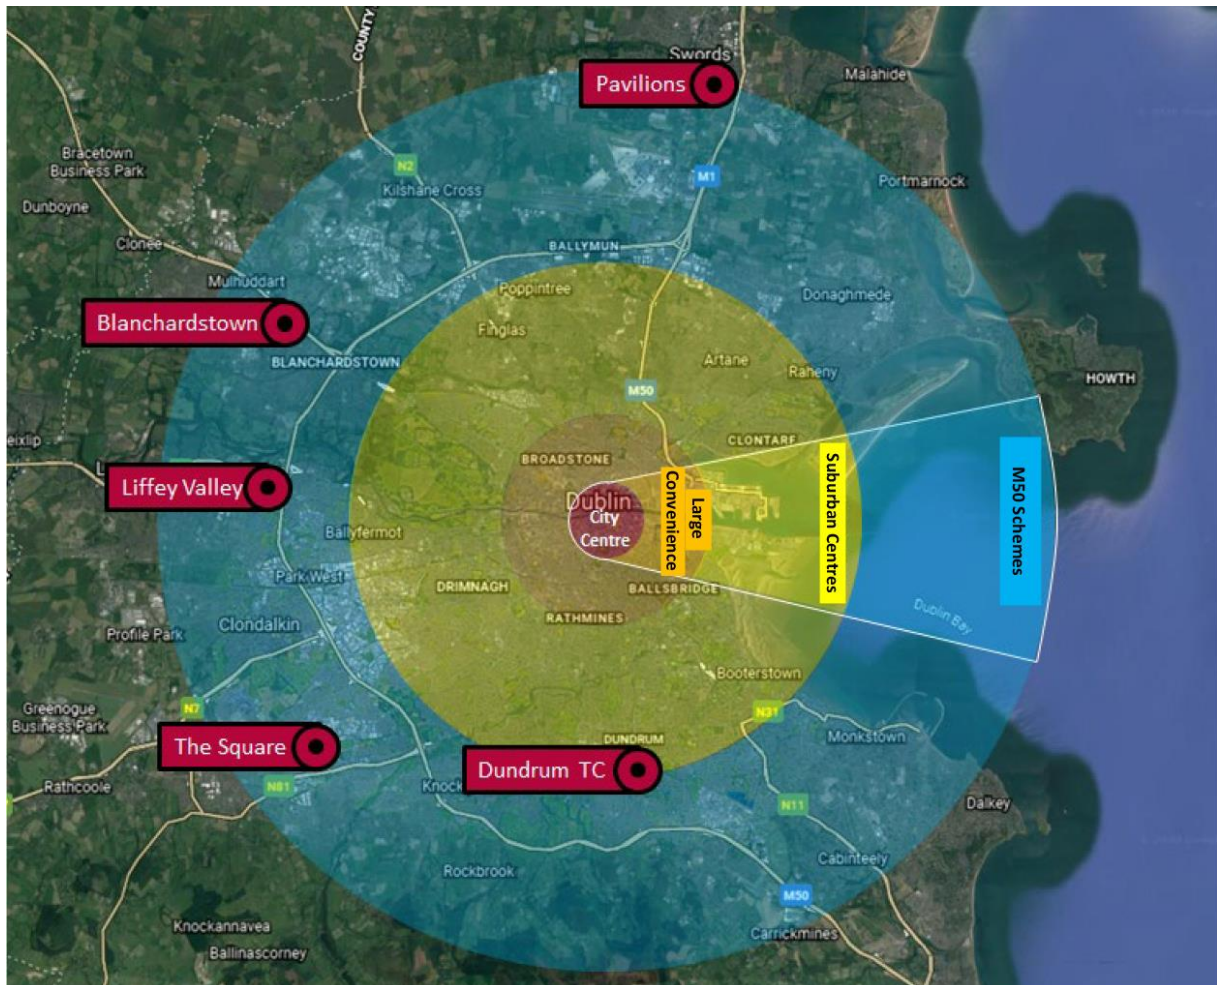 COUNTY
Swords
Pavilions
Malahide
Bracetown
Business Park
N2
M1
Kilshane Cross
Portmarnock
Dunboyne
Clonee
BALLYMUN
Mulhuddart
Poppintree
Donaghmede
Blanchardstown
Finglas
BLANCHARDSTOWN
Artane
Raheny
HOWTH
M50
eixlip
CLONTARF
BROADSTONE
L
Liffey Valley
Dublin
City
Centre
Large
Convenience
Suburban Centres
M50 Schemes
Ballyfermot
Park West
DRIMNAGH
BALLSBRIDGE
RATHMINES
Dublin Bay
Profile Park
Clondalkin
Booterstown
Greenogue
Business Park
N7
N31
The Square
DUNDRUM
Monkstown
Dundrum TC
Knock
Rathcoole
N81
N11
Dalkey
Cabinteely
Rockbrook
M50
Knockannavea
Carrickmines
Ballinascorney